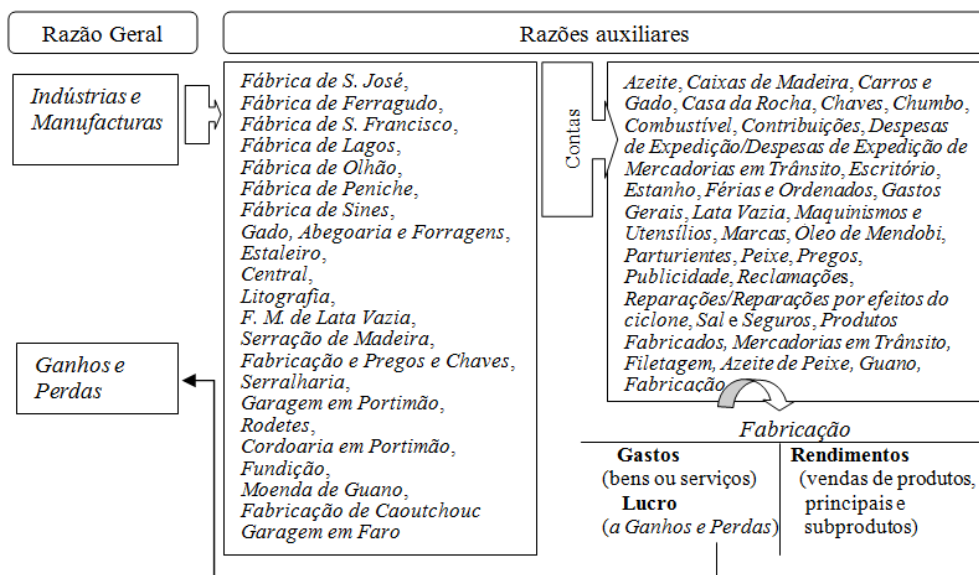 Razão Geral
Razões auxiliares
Indústrias e
Manufacturas
Fábrica de S. José,
Fábrica de Ferragudo,
Fábrica de S. Francisco,
Fábrica de Lagos,
Fábrica de Olhão,
Fábrica de Peniche,
Fábrica de Sines,
Gado, Abegoaria e Forragens,
Estaleiro,
Central,
Litografia,
F. M. de Lata Vazia,
Serração de Madeira,
Fabricação e Pregos e Chaves,
Serralharia,
Garagem em Portimão,
Rodetes,
Cordoaria em Portimão,
Fundição,
Moenda de Guano,
Fabricação de Caoutchouc
Garagem em Faro
Contas
Azeite, Caixas de Madeira, Carros e
Gado, Casa da Rocha, Chaves, Chumbo,
Combustível, Contribuições, Despesas
de Expedição/Despesas de Expedição de
Mercadorias em Trânsito, Escritório,
Estanho, Férias e Ordenados, Gastos
Gerais, Lata Vazia, Maquinismos e
Utensílios, Marcas, Óleo de Mendobi,
Parturientes, Peixe, Pregos,
Publicidade, Reclamações,
Reparações/Reparações por efeitos do
ciclone, Sal e Seguros, Produtos
Fabricados, Mercadorias em Trânsito,
Filetagem, Azeite de Peixe, Guano,
Fabricação
Ganhos e
Perdas
Fabricação
Gastos
(bens ou serviços)
Lucro
(a Ganhos e Perdas)
Rendimentos
(vendas de produtos,
principais e
subprodutos)